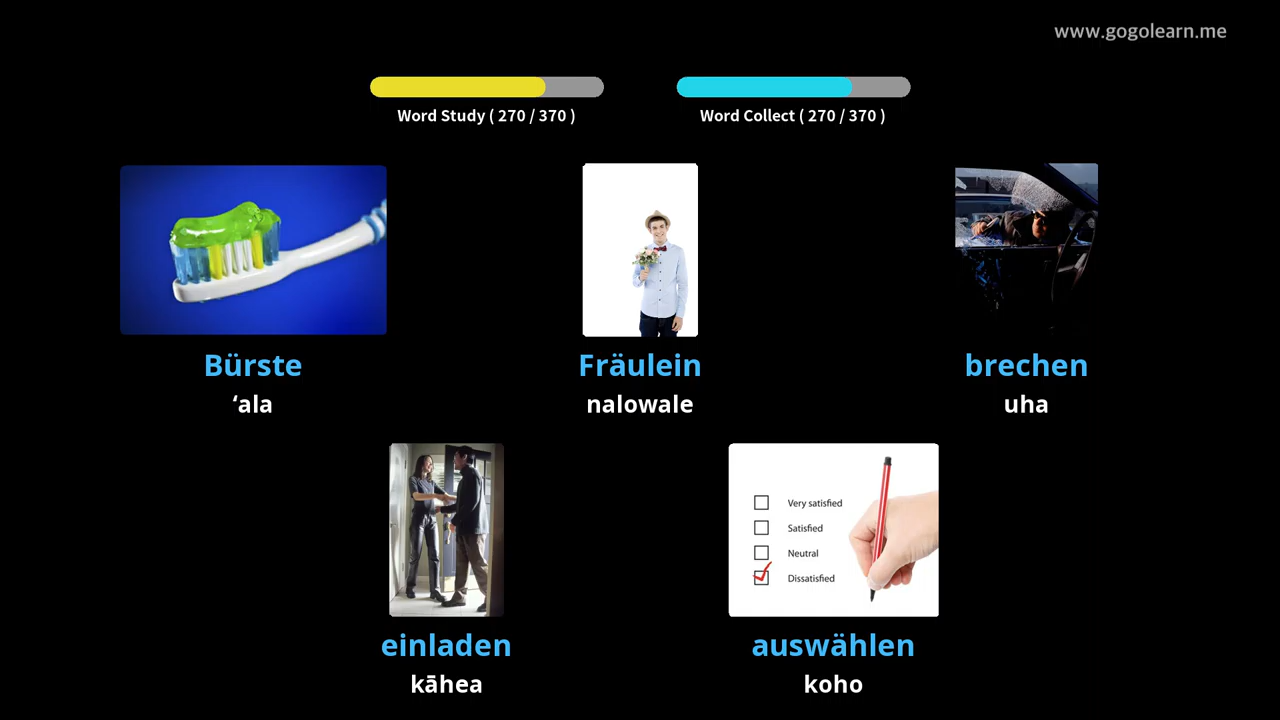 www.gogolearn.me
Word Study ( 270 / 370 )
Word Collect ( 270 / 370 )
Bürste
ʻala
Fräulein
nalowale
brechen
uha
Very satisfied
Satisfied
Neutral
Dissatisfied
einladen
kāhea
auswählen
koho